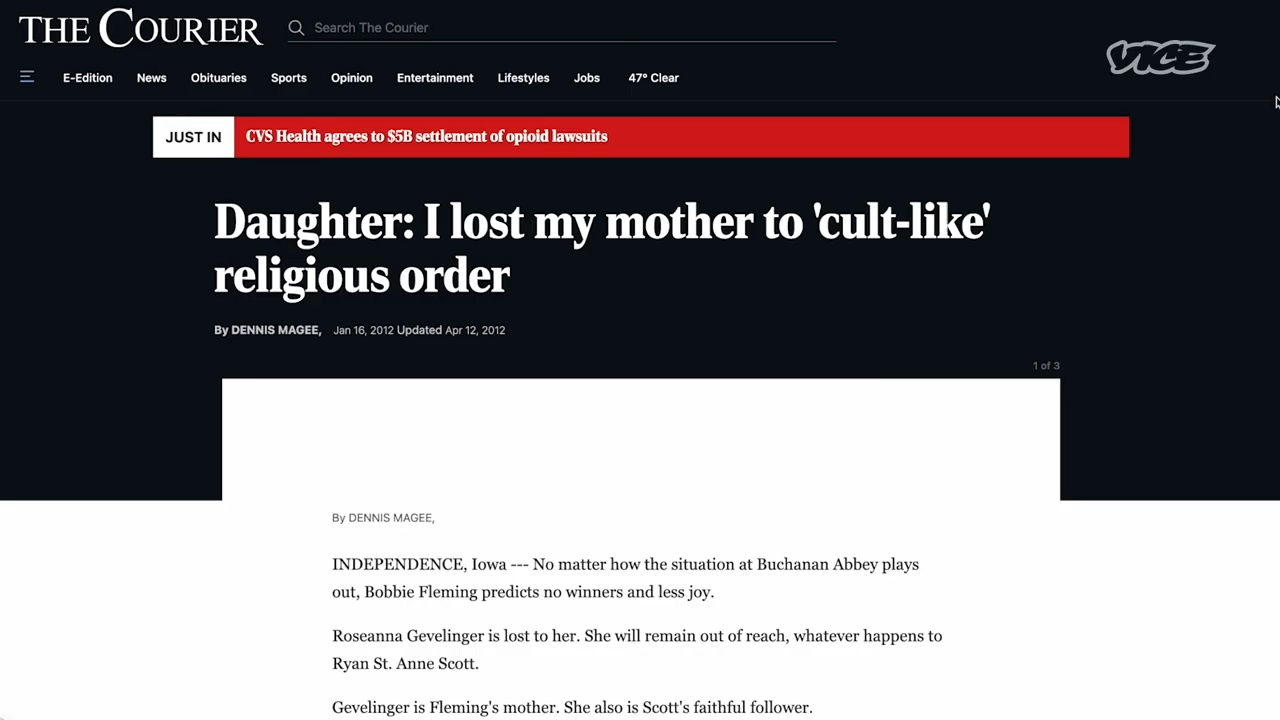 THE COURIER
Search The Courier
VICE
E-Edition News Obituaries Sports Opinion Entertainment Lifestyles Jobs 47° Clear
JUST IN CVS Health agrees to $5B settlement of opioid lawsuits
Daughter: I lost my mother to 'cult-like'
religious order
By DENNIS MAGEE, Jan 16, 2012 Updated Apr 12, 2012
1 of 3
By DENNIS MAGEE,
INDEPENDENCE, Iowa --- No matter how the situation at Buchanan Abbey plays
out, Bobbie Fleming predicts no winners and less joy.
Roseanna Gevelinger is lost to her. She will remain out of reach, whatever happens to
Ryan St. Anne Scott.
Gevelinger is Fleming's mother. She also is Scott's faithful follower.